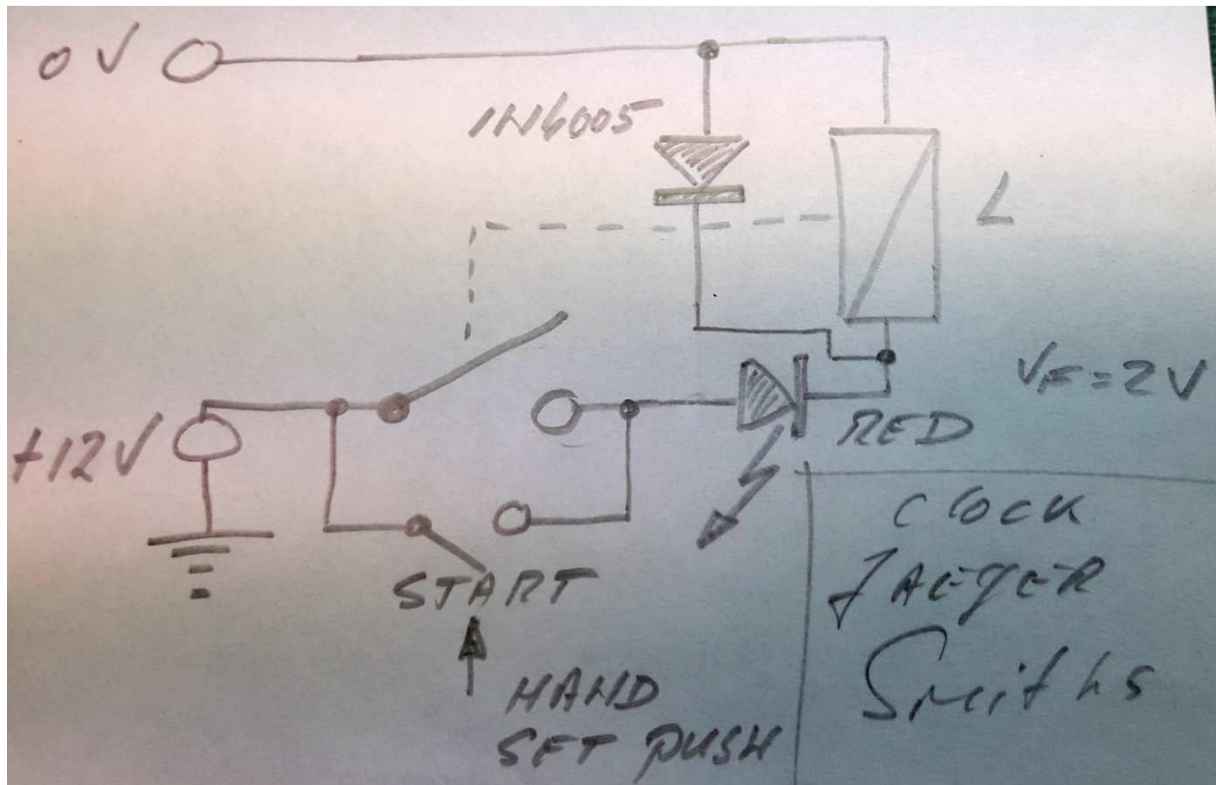 0V
1N4005
L
VF=2V
+12V
RED
START
HAND
SET PUSH
CLOCK
JAEGER
Smiths